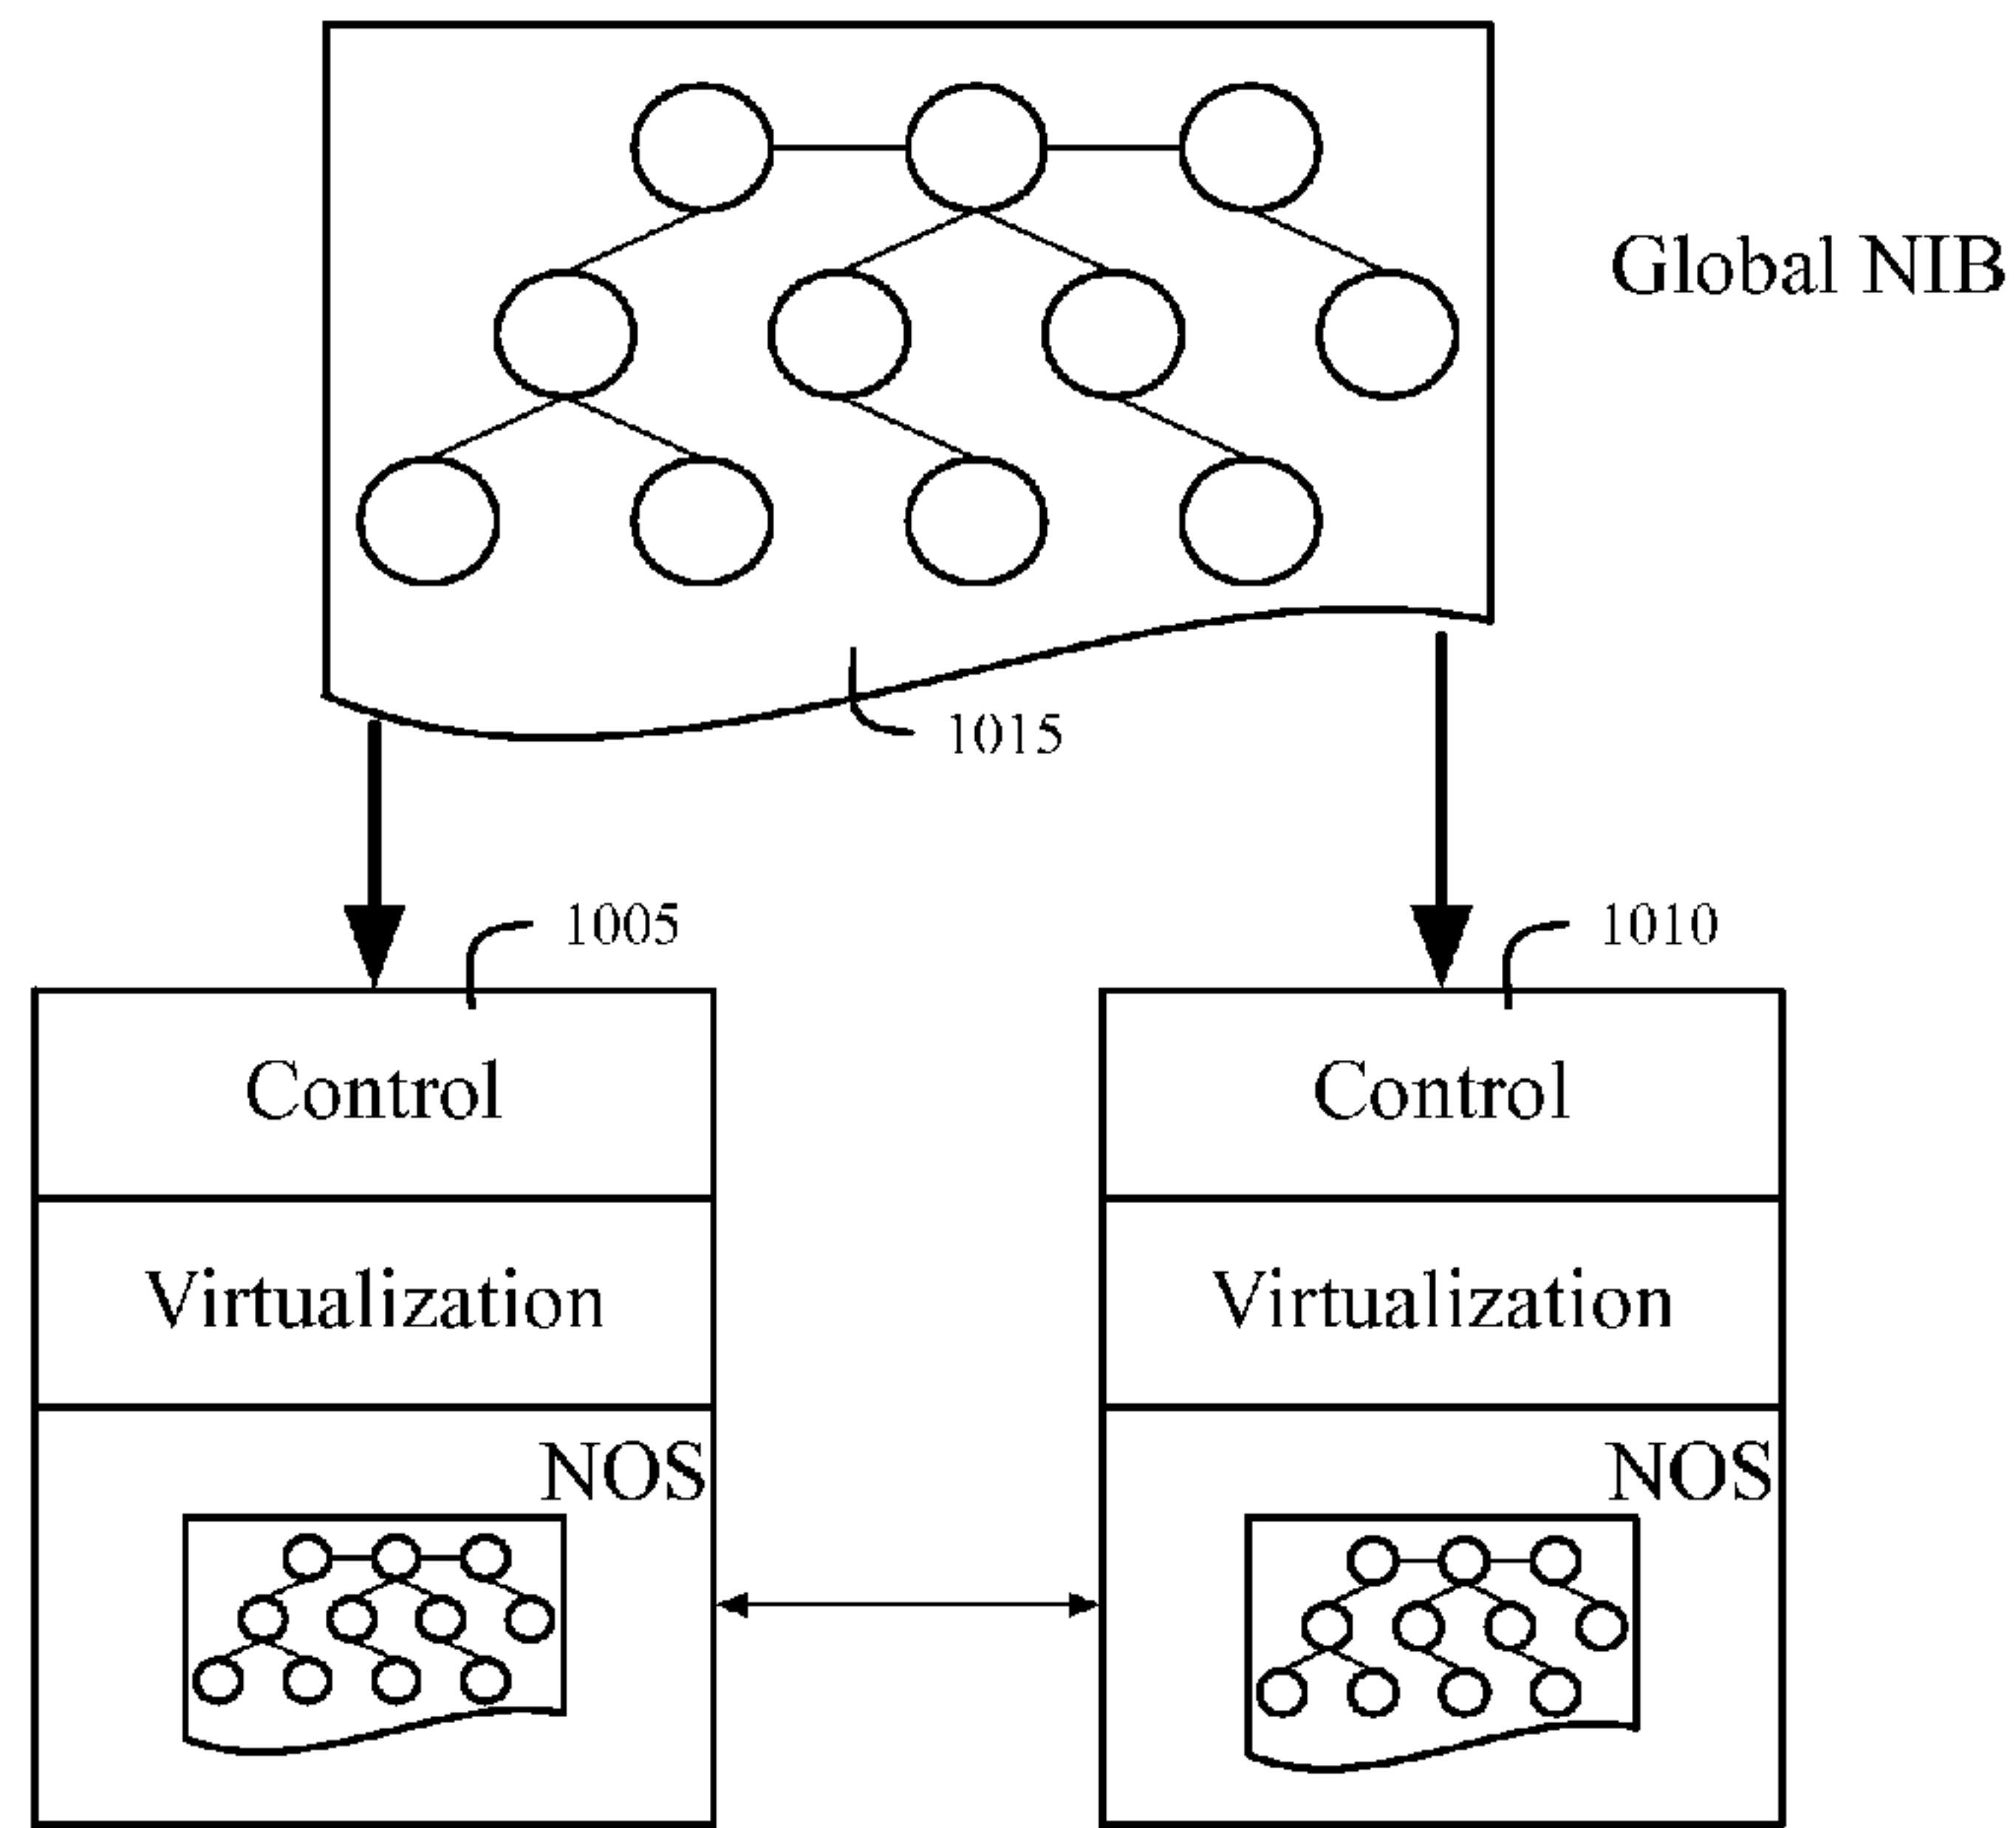 Global NIB
1015
1005
1010
Control
Control
Virtualization
Virtualization
NOS
NOS